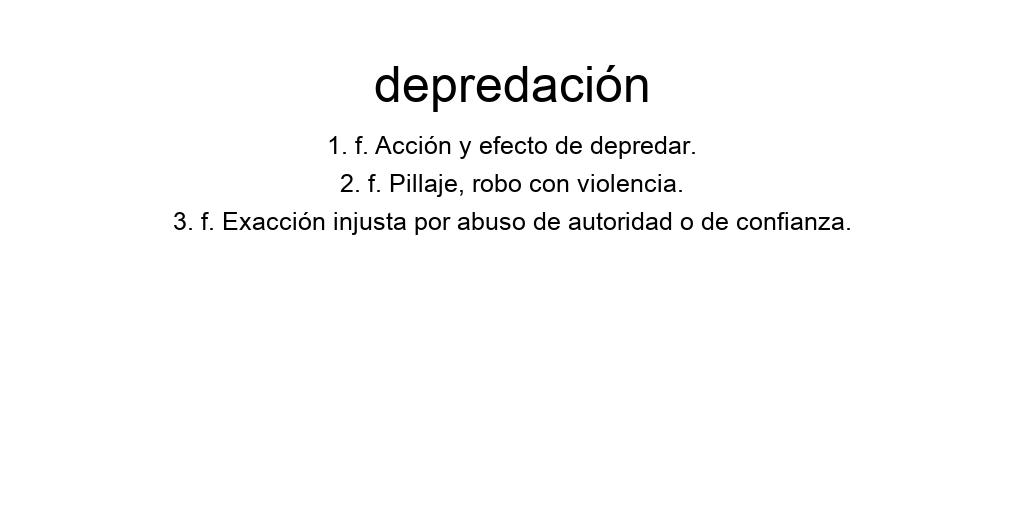 depredación
1. f. Acción y efecto de depredar.
2. f. Pillaje, robo con violencia.
3. f. Exacción injusta por abuso de autoridad o de confianza.